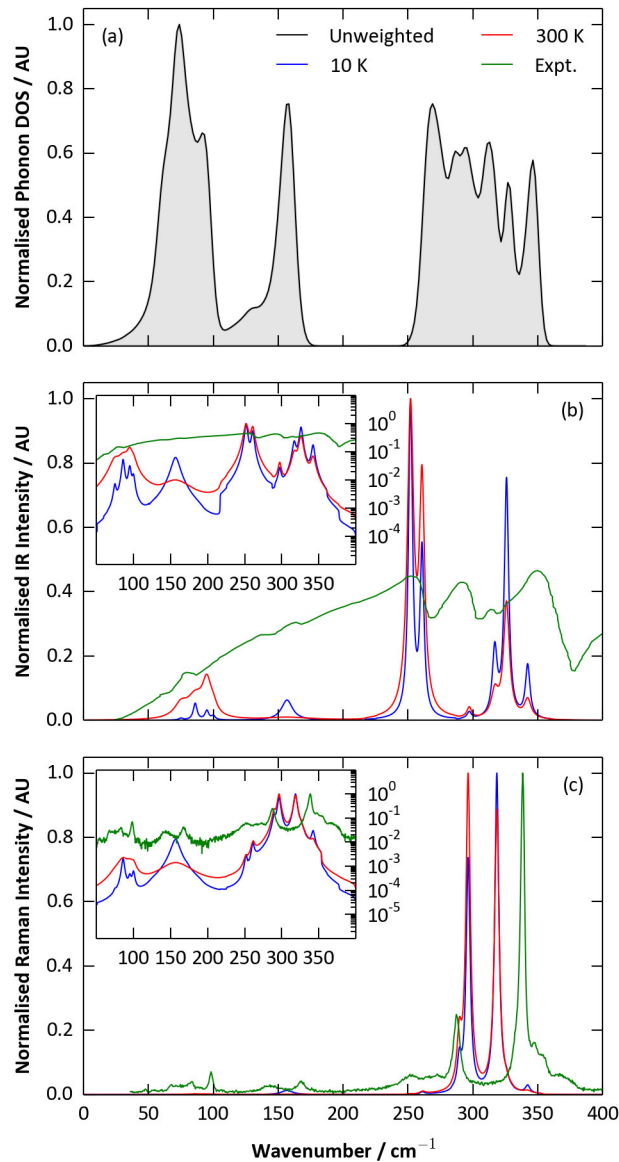 (a)
Unweighted
300 K
10 K
Expt.
Normalised Phonon DOS / AU
1.0
0.8
0.6
0.4
0.2
0.0
(b)
Normalised IR Intensity / AU
1.0
0.8
0.6
0.4
0.2
0.0
10⁰
10⁻¹
10⁻²
10⁻³
10⁻⁴
100 150 200 250 300 350
(c)
Normalised Raman Intensity / AU
1.0
0.8
0.6
0.4
0.2
0.0
10⁰
10⁻¹
10⁻²
10⁻³
10⁻⁴
10⁻⁵
100 150 200 250 300 350
0 50 100 150 200 250 300 350 400
Wavenumber / cm⁻¹